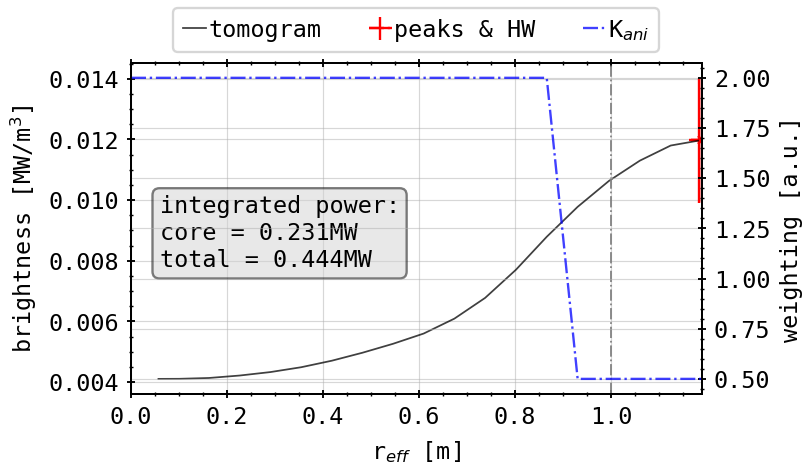 tomogram peaks & HW K_ani
brightness [MW/m³]
0.014
0.012
0.010
0.008
0.006
0.004
integrated power:
core = 0.231MW
total = 0.444MW
2.00
1.75
1.50
1.25
1.00
0.75
0.50
weighting [a.u.]
0.0 0.2 0.4 0.6 0.8 1.0
r_eff [m]